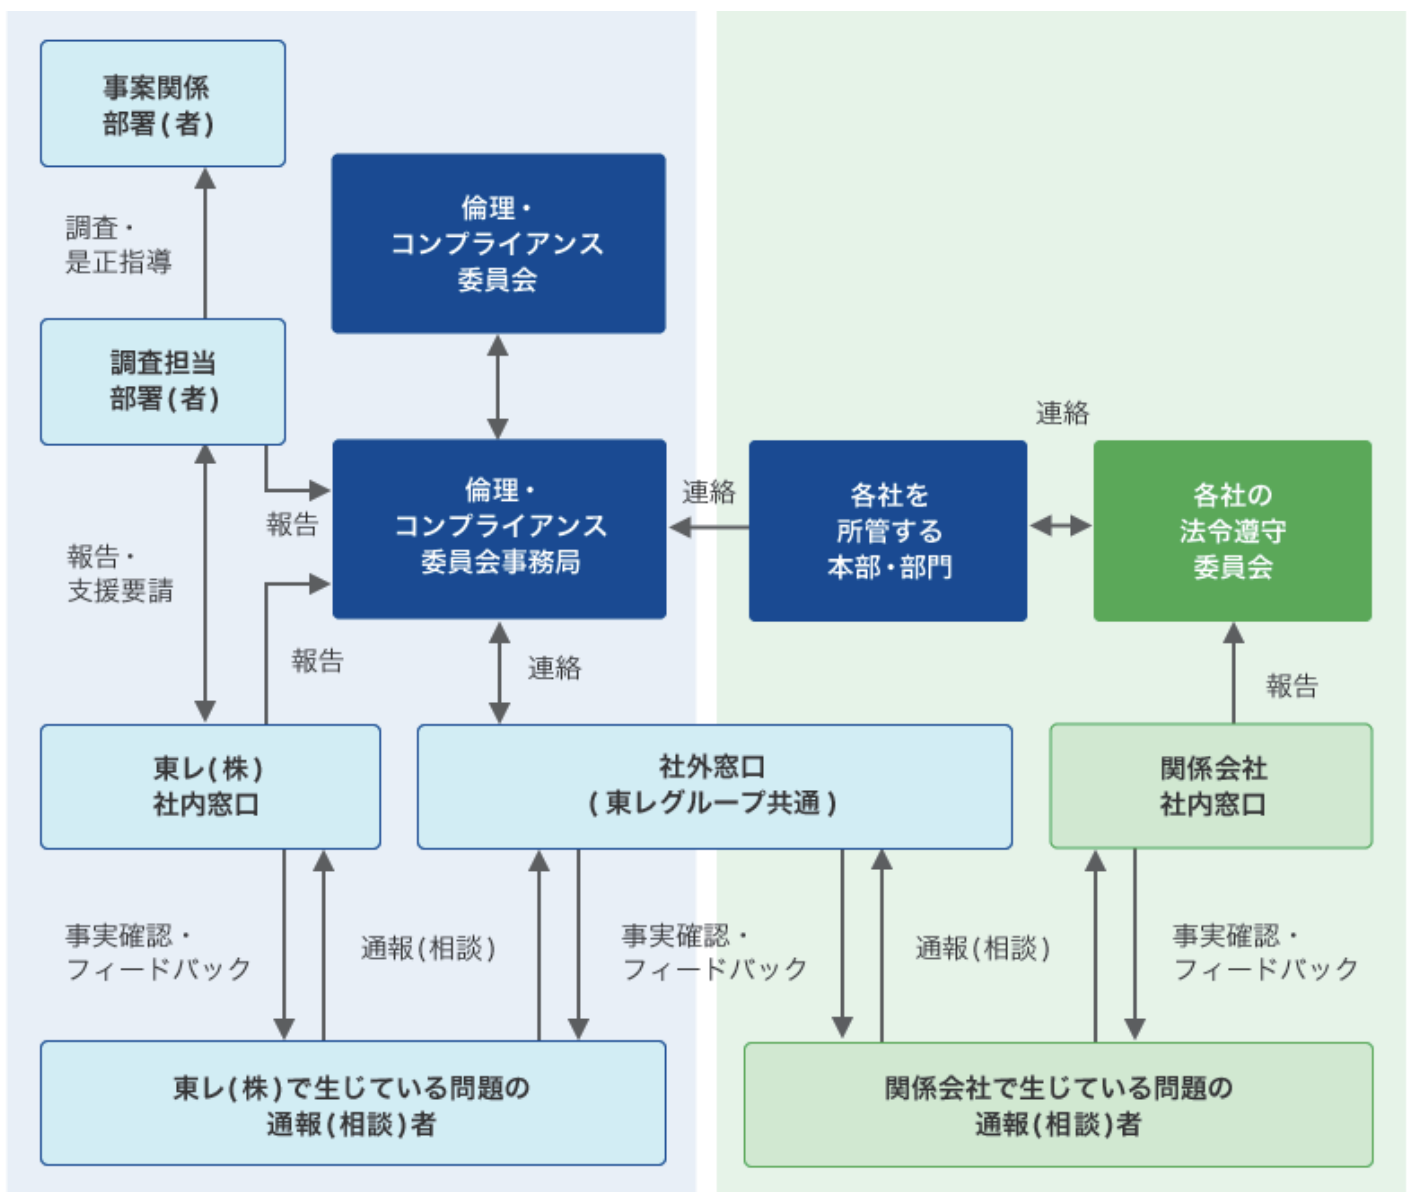 事案関係
部署(者)
調査・
是正指導
倫理・
コンプライアンス
委員会
調査担当
部署(者)
報告
報告・
支援要請
倫理・
コンプライアンス
委員会事務局
連絡
各社を
所管する
本部・部門
連絡
各社の
法令遵守
委員会
報告
連絡
報告
東レ(株)
社内窓口
社外窓口
(東レグループ共通)
関係会社
社内窓口
事実確認・
フィードバック
通報(相談)
事実確認・
フィードバック
通報(相談)
事実確認・
フィードバック
東レ(株)で生じている問題の
通報(相談)者
関係会社で生じている問題の
通報(相談)者